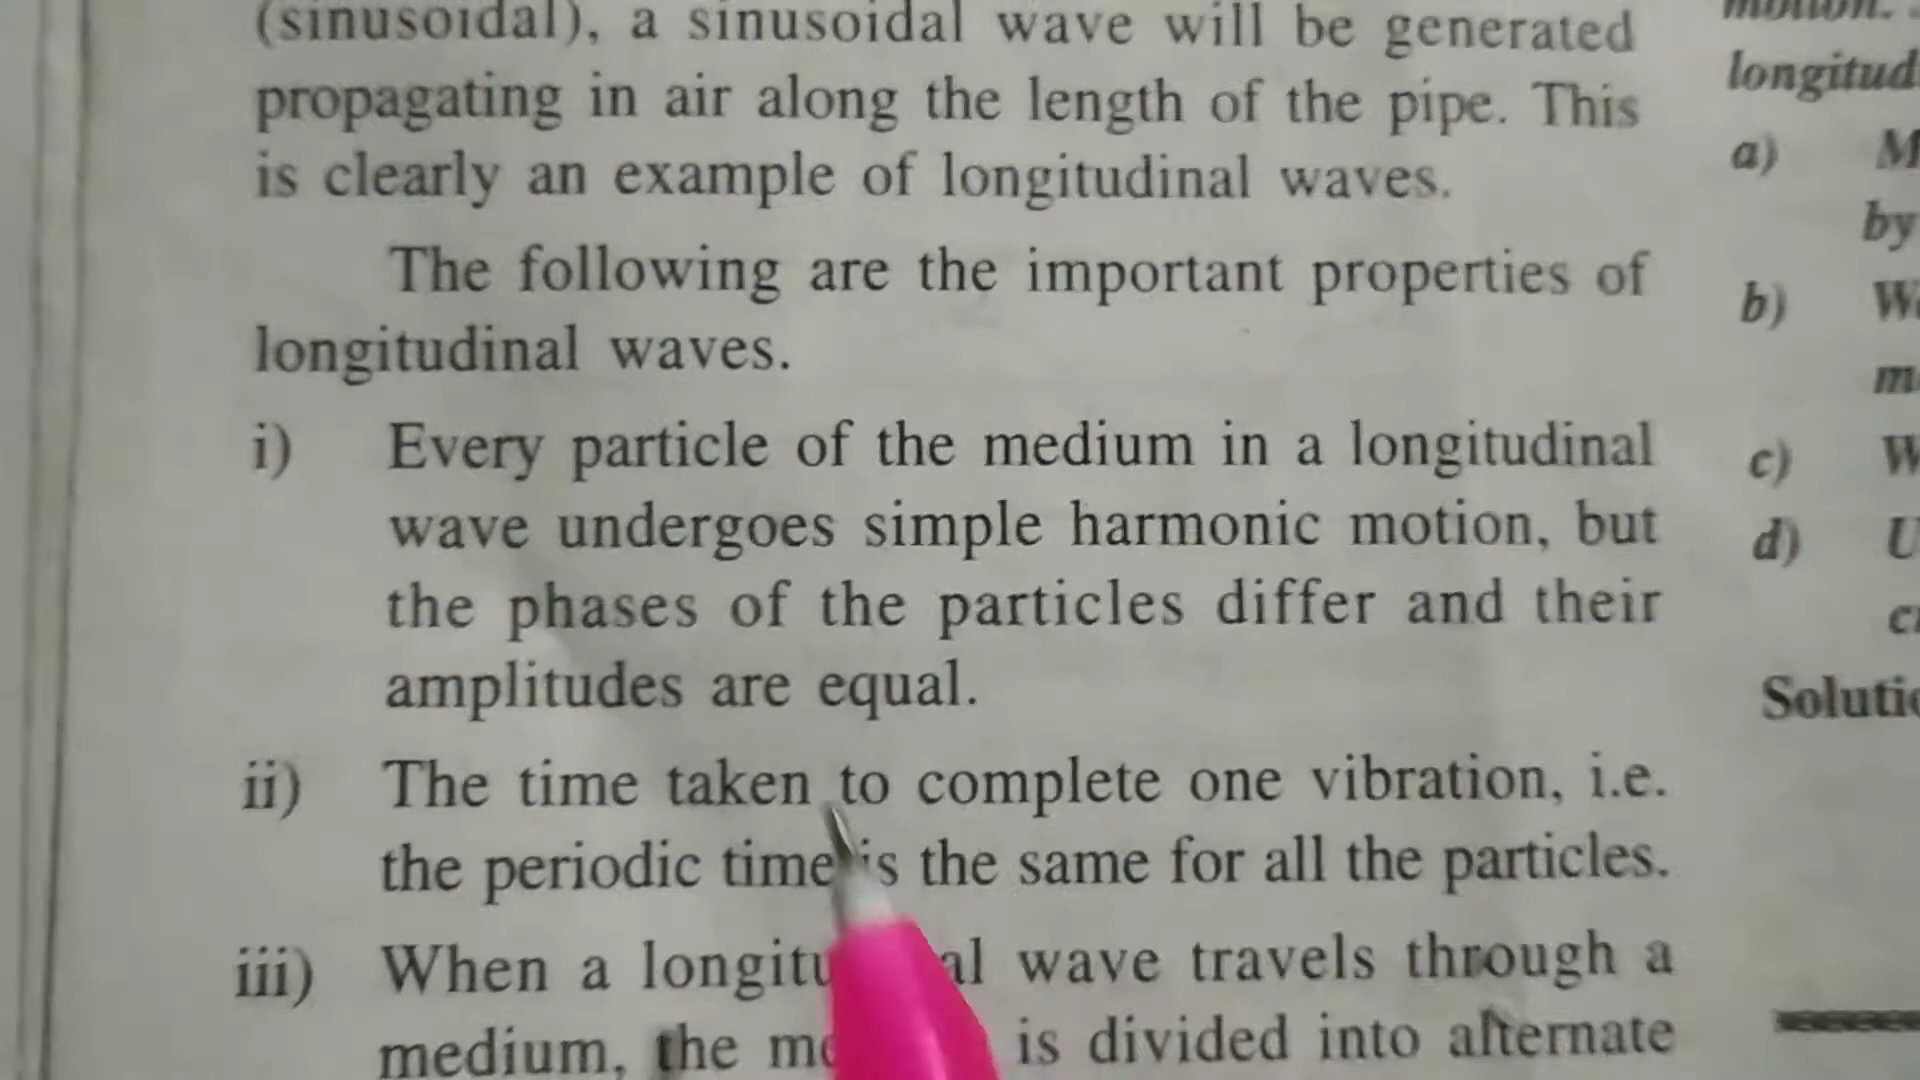 (sinusoidal), a sinusoidal wave will be generated
propagating in air along the length of the pipe. This
is clearly an example of longitudinal waves.
The following are the important properties of
longitudinal waves.
i) Every particle of the medium in a longitudinal
wave undergoes simple harmonic motion, but
the phases of the particles differ and their
amplitudes are equal.
ii) The time taken to complete one vibration, i.e.
the periodic time is the same for all the particles.
iii) When a wave travels through a
medium, the is divided into alternate
motion.
a)
by
b)
c)
d)